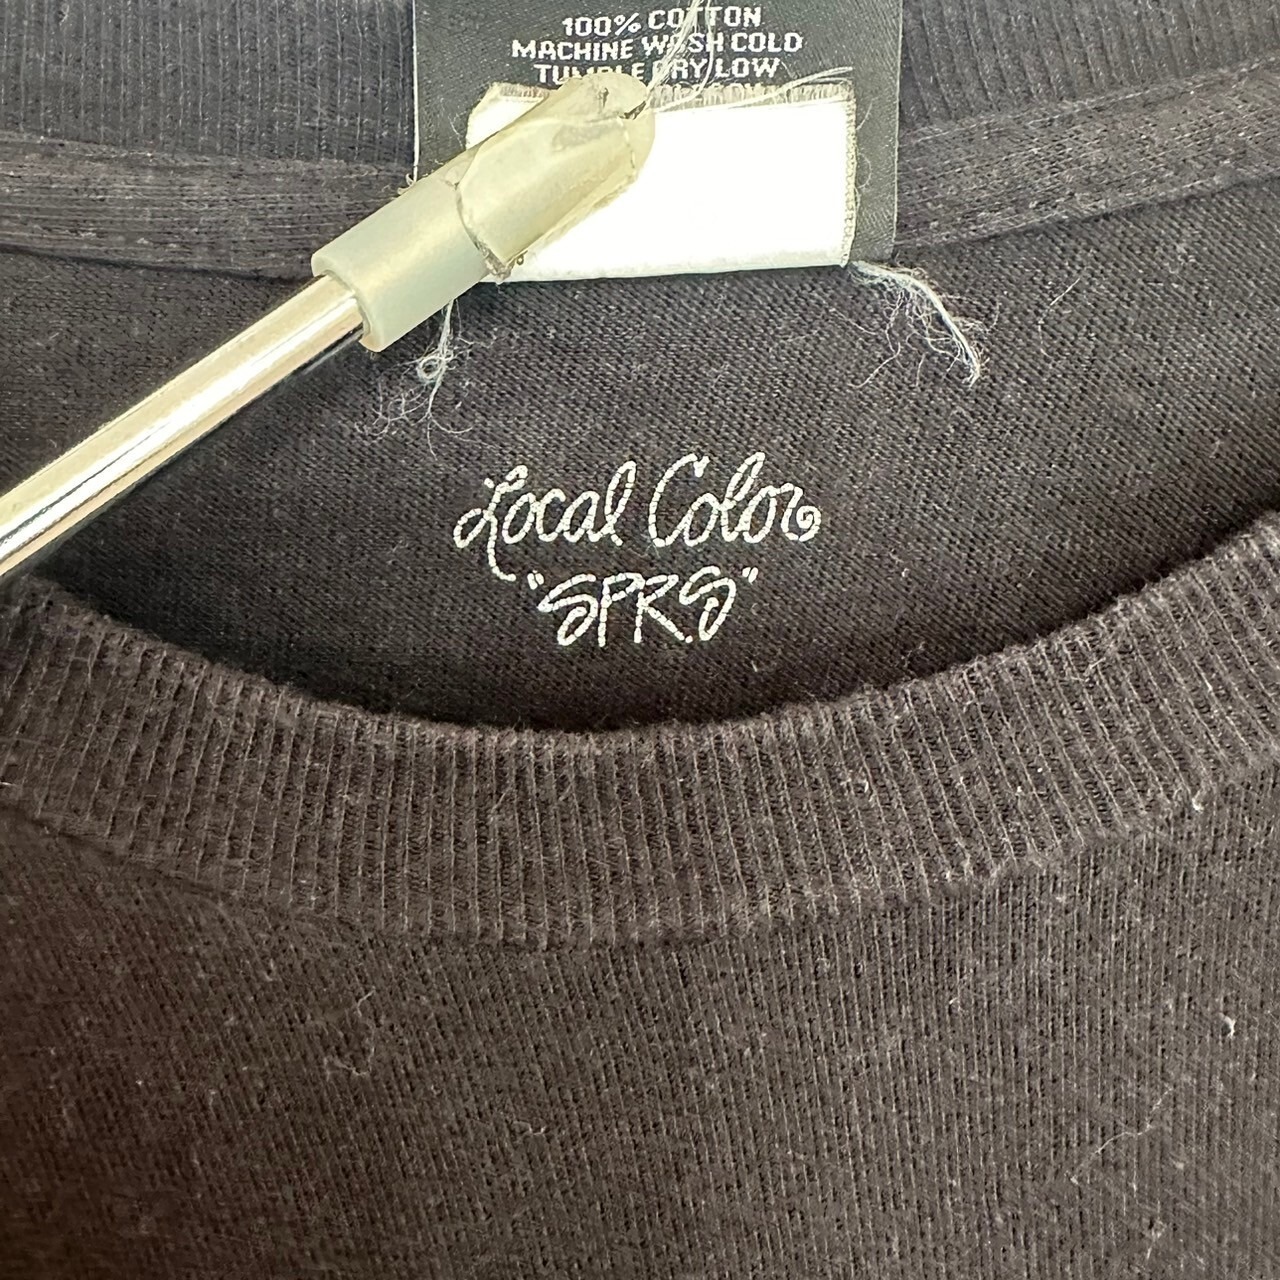 100% COTTON
MACHINE WASH COLD
TUMBLE DRY LOW
Local Color
"SPRS"